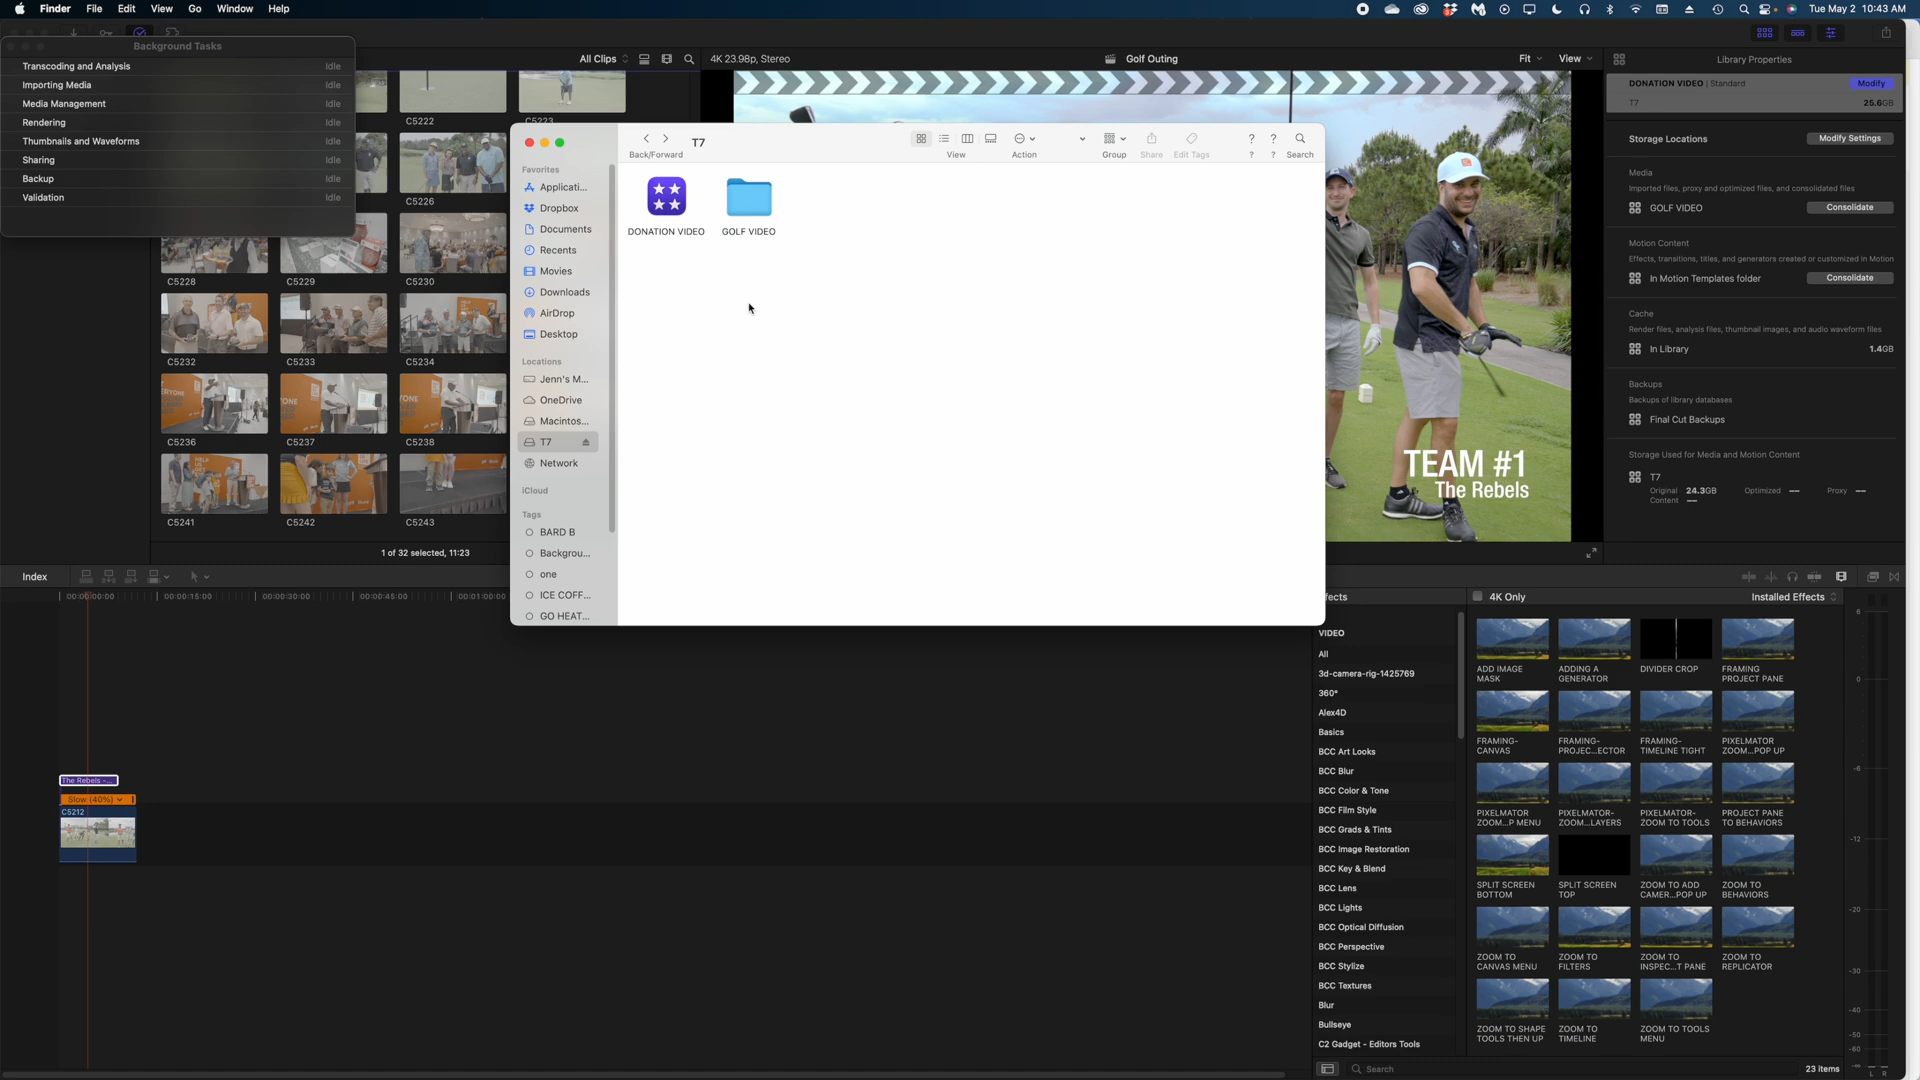 Finder File Edit View Go Window Help
Tue May 2 10:43 AM
Background Tasks
Transcoding and Analysis Idle
Importing Media Idle
Media Management Idle
Rendering Idle
Thumbnails and Waveforms Idle
Sharing Idle
Backup Idle
Validation Idle
All Clips
4K 23.98p, Stereo
Golf Outing
Fit
View
Library Properties
C5222
C5223
C5226
C5228
C5229
C5230
C5232
C5233
C5234
C5236
C5237
C5238
C5241
C5242
C5243
1 of 32 selected, 11:23
T7
Back/Forward
View
Action
Group
Share
Edit Tags
?
?
?
?
Search
Favorites
Applicati...
Dropbox
Documents
Recents
Movies
Downloads
AirDrop
Desktop
Locations
Jenn's M...
OneDrive
Macintos...
T7
Network
iCloud
Tags
BARD B
Backgrou...
one
ICE COFF...
GO HEAT...
DONATION VIDEO
GOLF VIDEO
TEAM #1
The Rebels
DONATION VIDEO | Standard
Modify
T7
25.6GB
Storage Locations
Modify Settings
Media
Imported files, proxy and optimized files, and consolidated files
GOLF VIDEO
Consolidate
Motion Content
Effects, transitions, titles, and generators created or customized in Motion
In Motion Templates folder
Consolidate
Cache
Render files, analysis files, thumbnail images, and audio waveform files
In Library
1.4GB
Backups
Backups of library databases
Final Cut Backups
Storage Used for Media and Motion Content
T7
Original 24.3GB Optimized — Proxy —
Content —
Index
00:00:00:00
00:00:15:00
00:00:30:00
00:00:45:00
00:01:00:00
The Rebels -...
Slow (40%)
C5212
fects
4K Only
Installed Effects
VIDEO
All
3d-camera-rig-1425769
360°
Alex4D
Basics
BCC Art Looks
BCC Blur
BCC Color & Tone
BCC Film Style
BCC Grads & Tints
BCC Image Restoration
BCC Key & Blend
BCC Lens
BCC Lights
BCC Optical Diffusion
BCC Perspective
BCC Stylize
BCC Textures
Blur
Bullseye
C2 Gadget - Editors Tools
ADD IMAGE
MASK
ADDING A
GENERATOR
DIVIDER CROP
FRAMING
PROJECT PANE
FRAMING-
CANVAS
FRAMING-
PROJEC...ECTOR
FRAMING-
TIMELINE TIGHT
PIXELMATOR
ZOOM...POP UP
PIXELMATOR
ZOOM...P MENU
PIXELMATOR-
ZOOM...LAYERS
PIXELMATOR-
ZOOM TO TOOLS
PROJECT PANE
TO BEHAVIORS
SPLIT SCREEN
BOTTOM
SPLIT SCREEN
TOP
ZOOM TO ADD
CAMER...POP UP
ZOOM TO
BEHAVIORS
ZOOM TO
CANVAS MENU
ZOOM TO
FILTERS
ZOOM TO
INSPEC...T PANE
ZOOM TO
REPLICATOR
ZOOM TO SHAPE
TOOLS THEN UP
ZOOM TO
TIMELINE
ZOOM TO TOOLS
MENU
Search
23 items
6
0
-6
-12
-20
-30
-40
-50
-60
L R